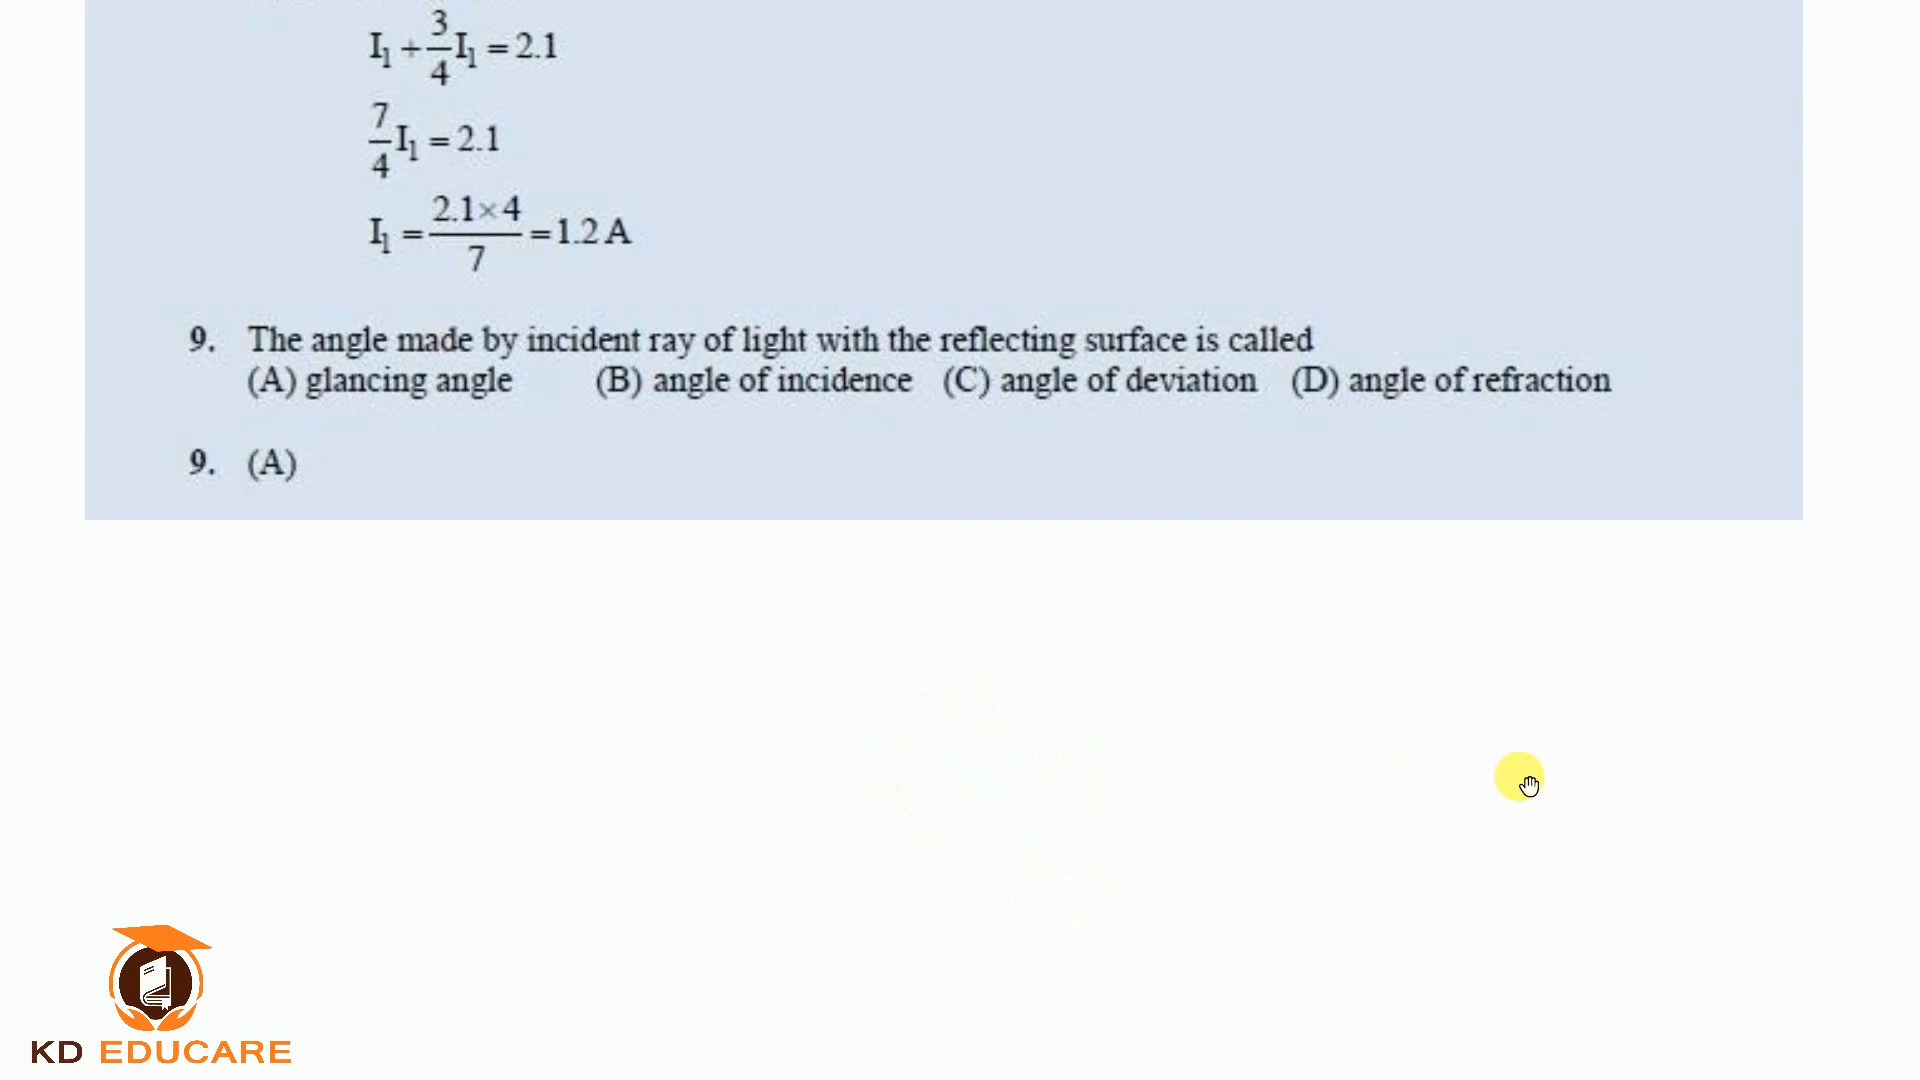 I₁ + 3/4 I₁ = 2.1
7/4 I₁ = 2.1
I₁ = 2.1×4/7 = 1.2 A
9. The angle made by incident ray of light with the reflecting surface is called
(A) glancing angle (B) angle of incidence (C) angle of deviation (D) angle of refraction
9. (A)
KD EDUCARE